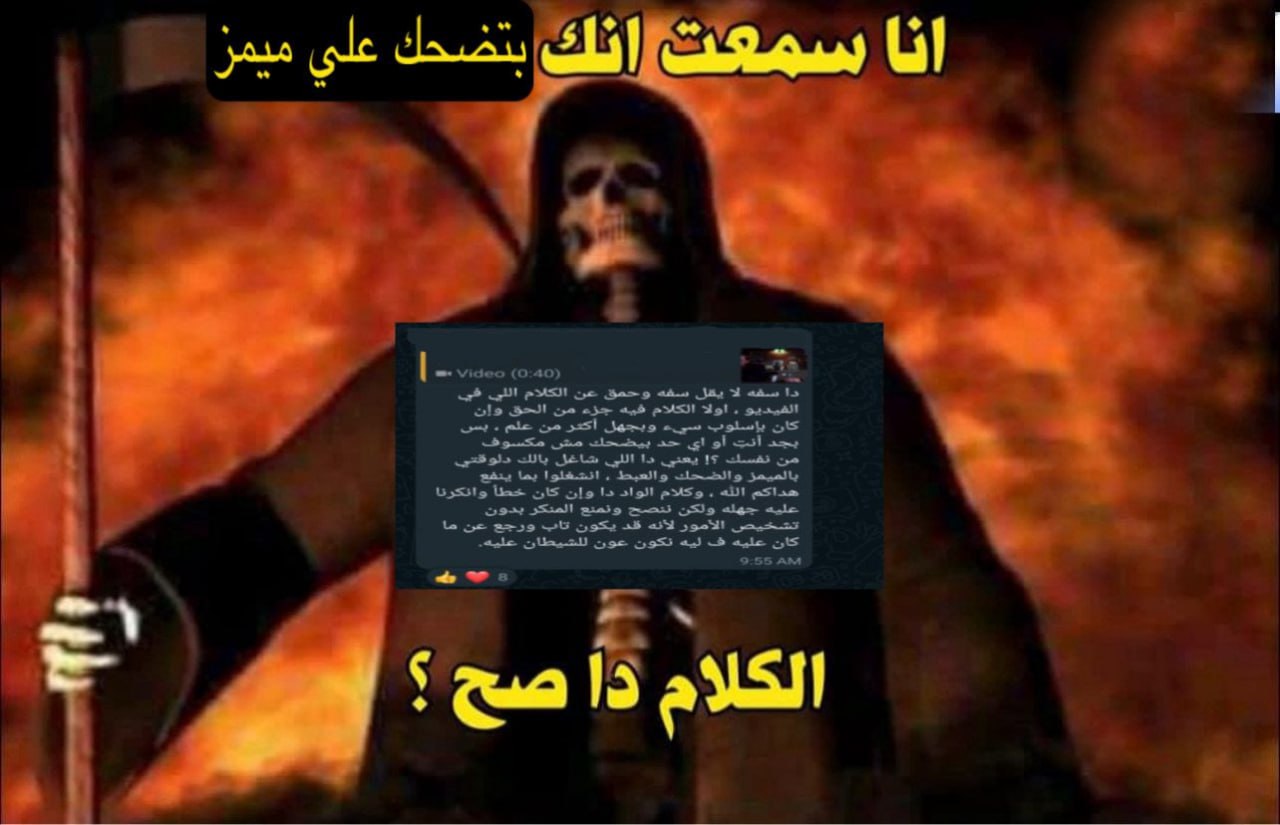 انا سمعت انك بتضحك علي ميمز
Video (0:40)
دا سفه لا يقل سفه وحمق عن الكلام اللي في
الفيديو ، اولا الكلام فيه جزء من الحق وإن
كان بإسلوب سيء وبجهل أكثر من علم ، بس
بجد أنتِ أو اي حد بيضحك مش مكسوف
من نفسك ؟! يعني دا اللي شاغل بالك دلوقتي
بالميمز والضحك والعبط ، انشغلوا بما ينفع
هداكم الله ، وكلام الواد دا وإن كان خطأ وانكرنا
عليه جهله ولكن ننصح ونمنع المنكر بدون
تشخيص الأمور لأنه قد يكون تاب ورجع عن ما
كان عليه ف ليه نكون عون للشيطان عليه.
9:55 AM
👍 ❤️ 8
الكلام دا صح ؟